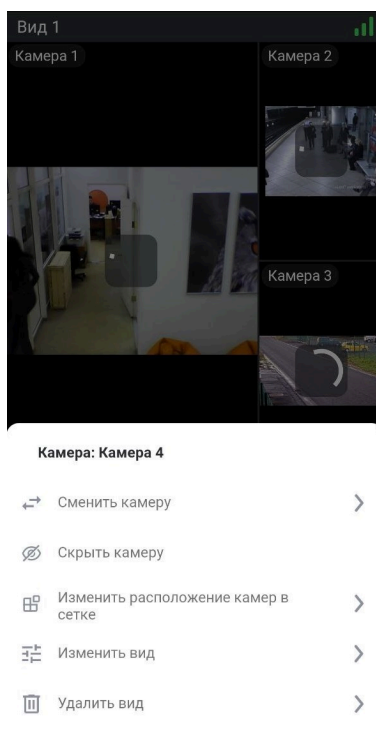 Вид 1
Камера 1
Камера 2
Камера 3
Камера: Камера 4
Сменить камеру
Скрыть камеру
Изменить расположение камер в
сетке
Изменить вид
Удалить вид